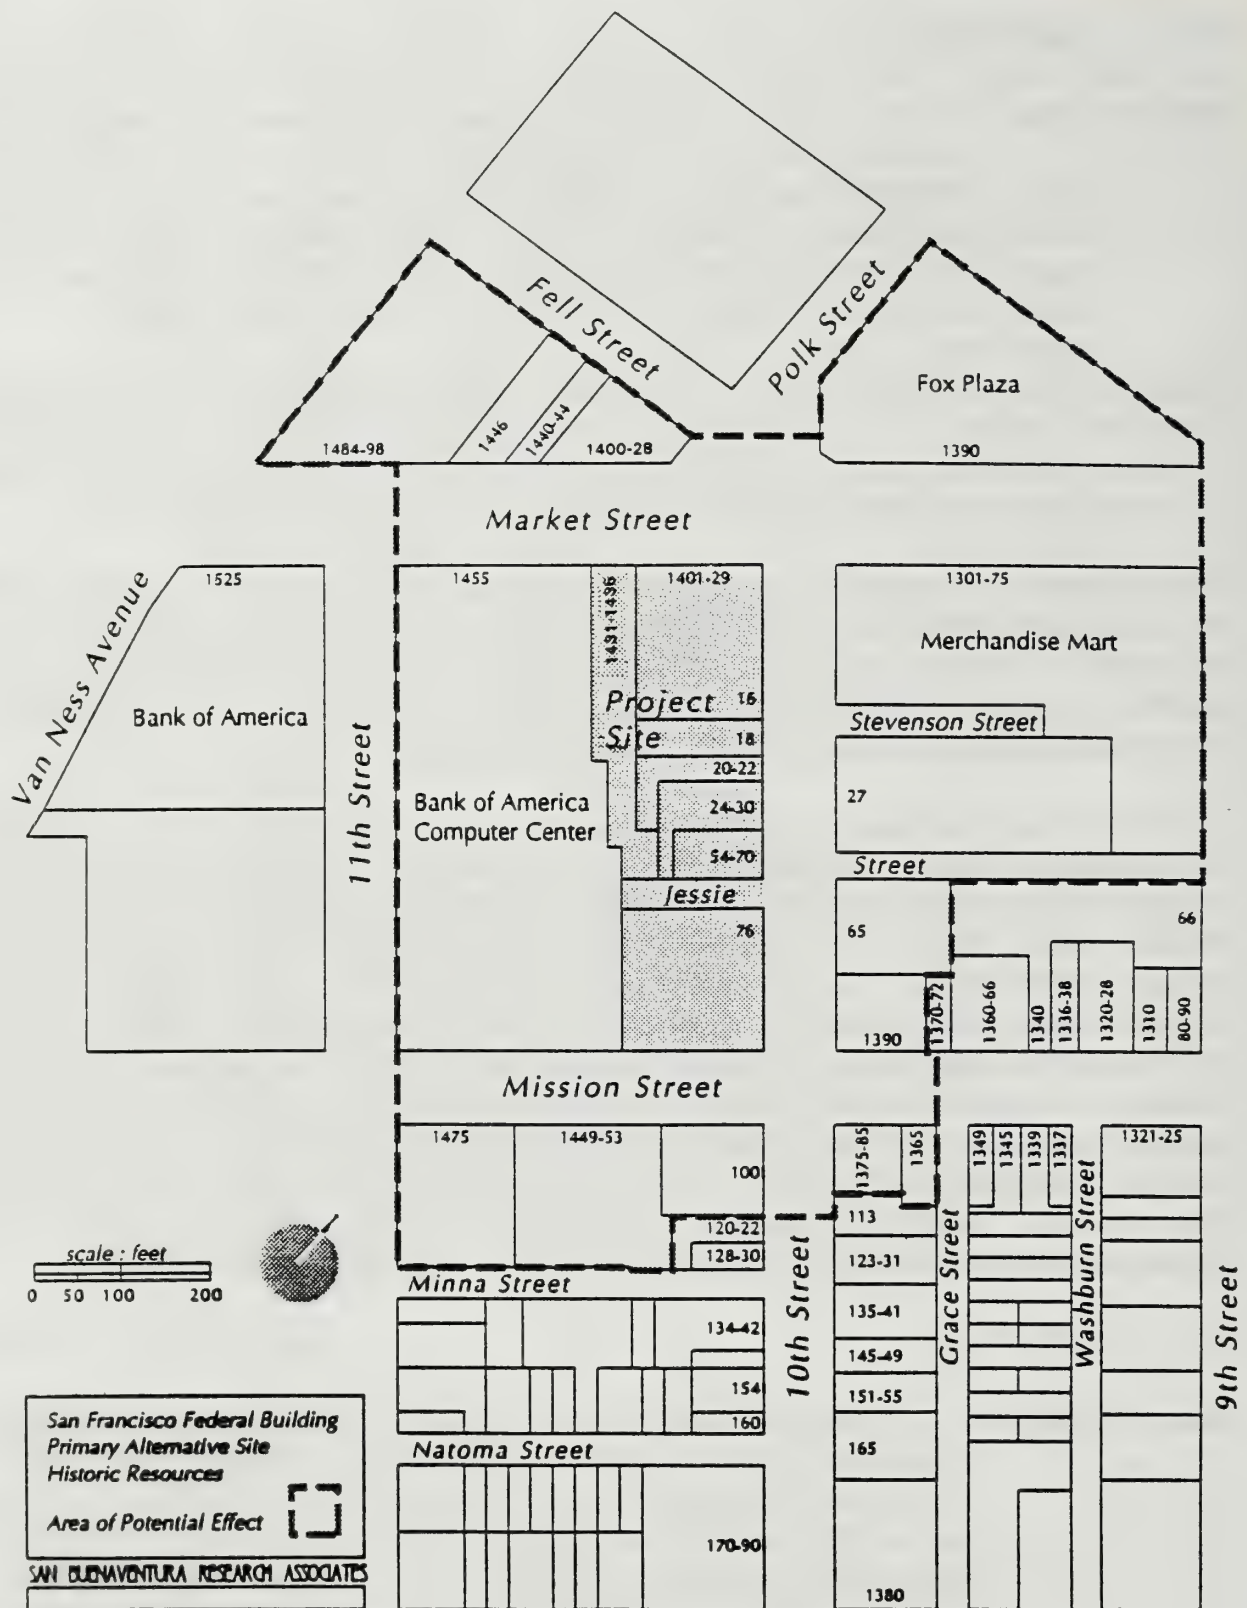 Fell Street
Polk Street
Fox Plaza
1484-98
1446
1440-44
1400-28
1390
Market Street
Van Ness Avenue
1525
Bank of America
11th Street
1455
1431-1436
1401-29
Project
Site
16
18
20-22
24-30
54-70
Bank of America
Computer Center
Jessie
76
1301-75
Merchandise Mart
Stevenson Street
27
Street
65
66
1390
1370-72
1360-66
1340
1336-38
1320-28
1310
80-90
Mission Street
1475
1449-53
100
120-22
128-30
1375-85
1365
1349
1345
1339
1337
1321-25
113
123-31
135-41
145-49
151-55
165
1380
10th Street
Grace Street
Washburn Street
9th Street
scale : feet
0 50 100 200
Minna Street
134-42
154
160
Natoma Street
170-90
San Francisco Federal Building
Primary Alternative Site
Historic Resources
Area of Potential Effect
SAN BUENAVENTURA RESEARCH ASSOCIATES